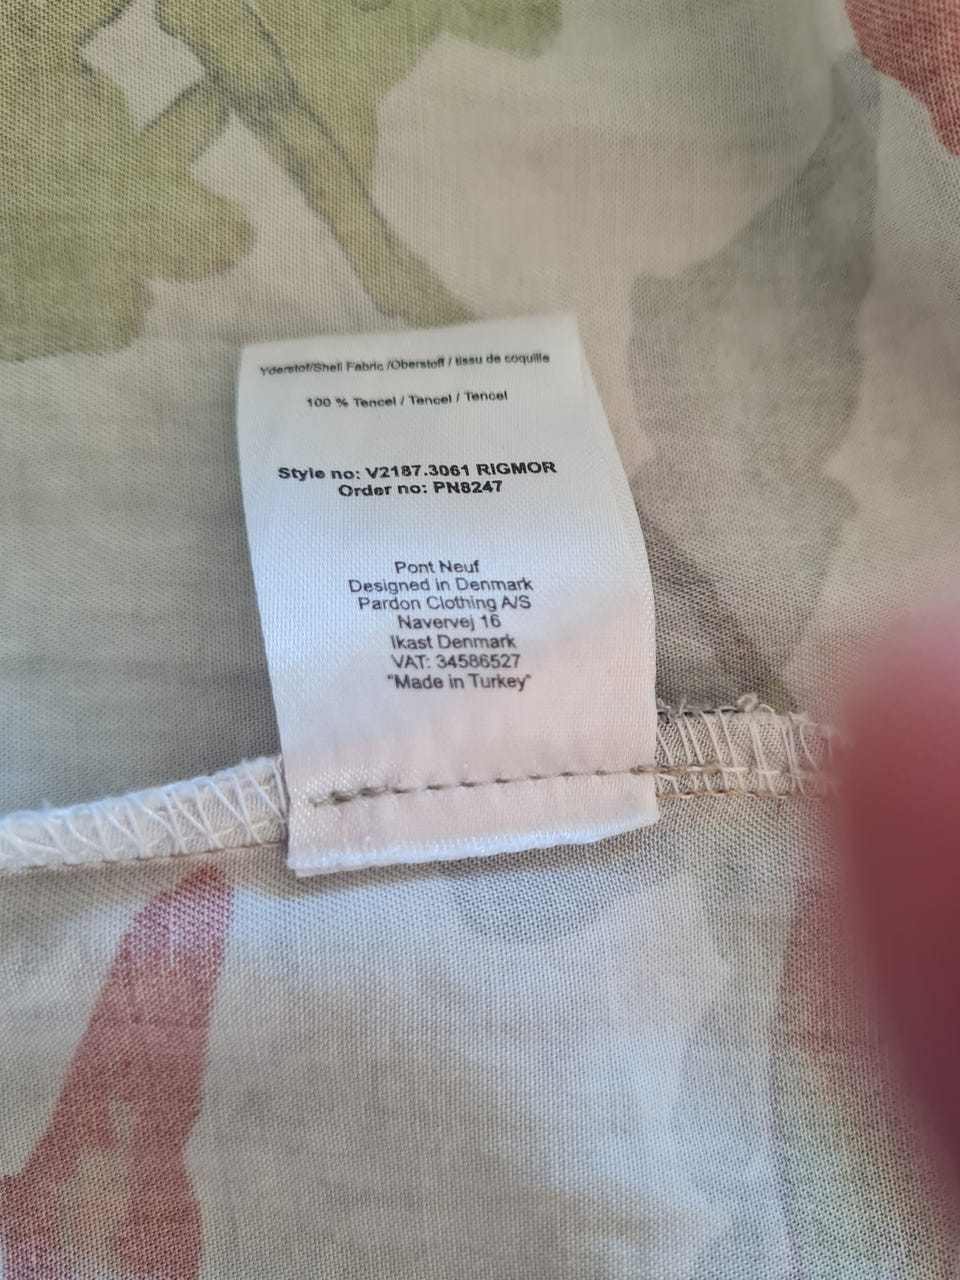 Yderstof/Shell Fabric /Oberstoff / tissu de coquille
100 % Tencel / Tencel / Tencel
Style no: V2187.3061 RIGMOR
Order no: PN8247
Pont Neuf
Designed in Denmark
Pardon Clothing A/S
Navervej 16
Ikast Denmark
VAT: 34586527
"Made in Turkey"